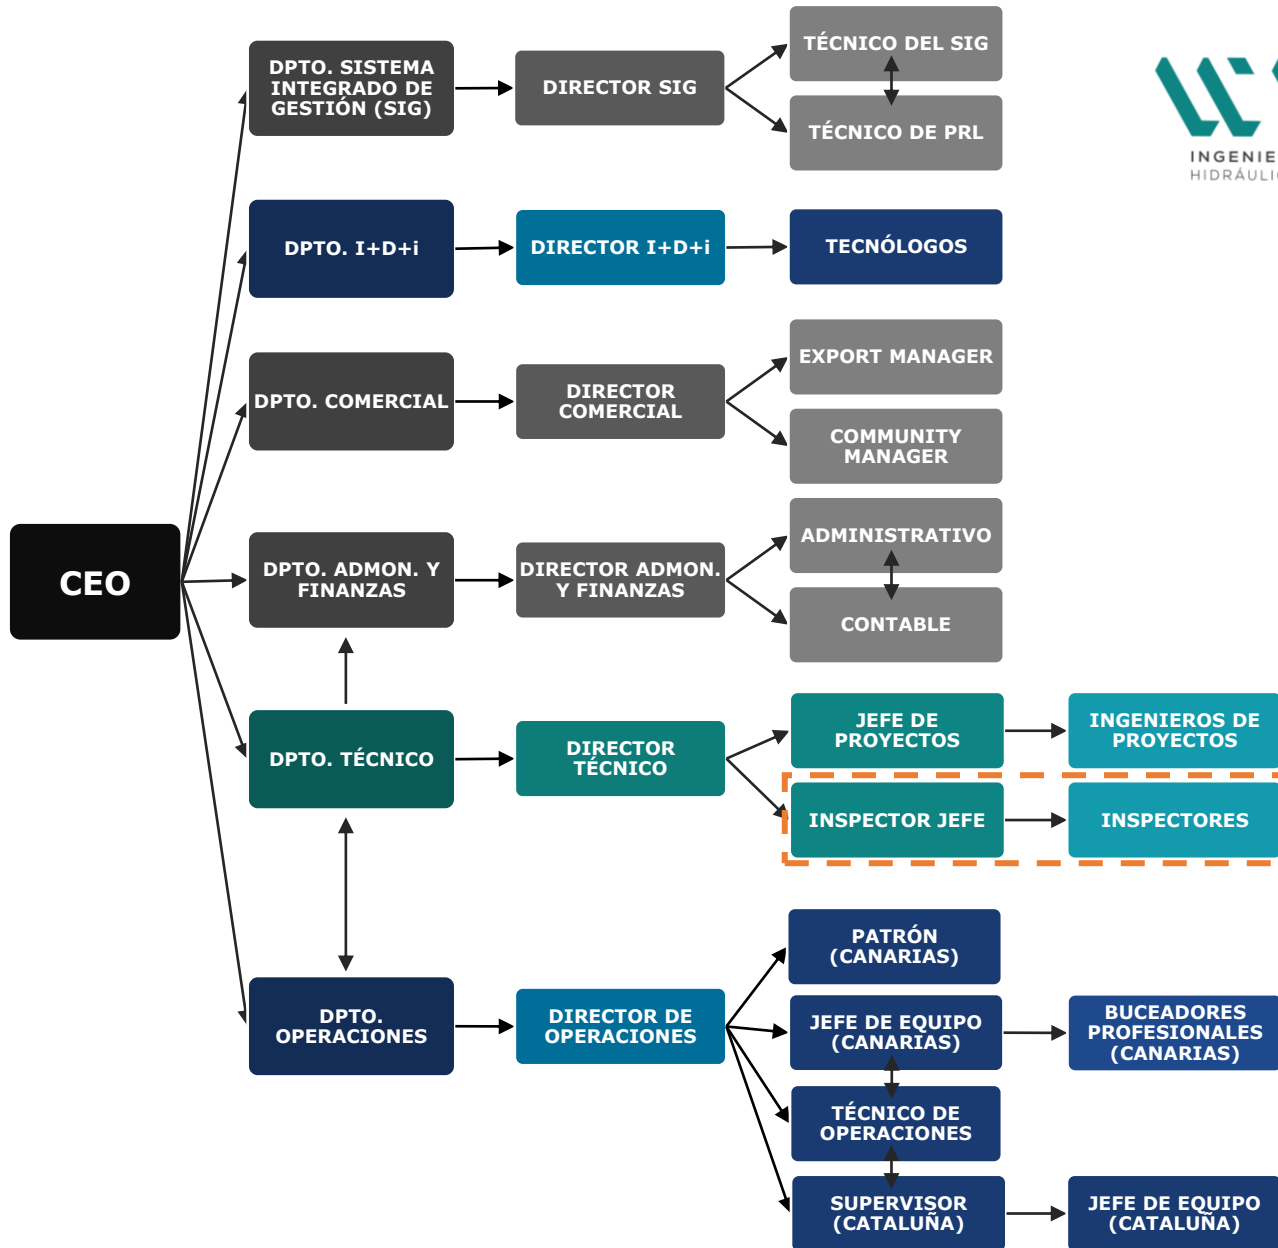 DPTO. SISTEMA
INTEGRADO DE
GESTIÓN (SIG)
DIRECTOR SIG
TÉCNICO DEL SIG
TÉCNICO DE PRL
HIDRÁULIC
DPTO. I+D+i
DIRECTOR I+D+i
TECNÓLOGOS
DPTO. COMERCIAL
DIRECTOR
COMERCIAL
EXPORT MANAGER
COMMUNITY
MANAGER
CEO
DPTO. ADMON. Y
FINANZAS
DIRECTOR ADMON.
Y FINANZAS
ADMINISTRATIVO
CONTABLE
DPTO. TÉCNICO
DIRECTOR
TÉCNICO
JEFE DE
PROYECTOS
INGENIEROS DE
PROYECTOS
INSPECTOR JEFE
INSPECTORES
DPTO.
OPERACIONES
DIRECTOR DE
OPERACIONES
PATRÓN
(CANARIAS)
JEFE DE EQUIPO
(CANARIAS)
BUCEADORES
PROFESIONALES
(CANARIAS)
TÉCNICO DE
OPERACIONES
SUPERVISOR
(CATALUÑA)
JEFE DE EQUIPO
(CATALUÑA)